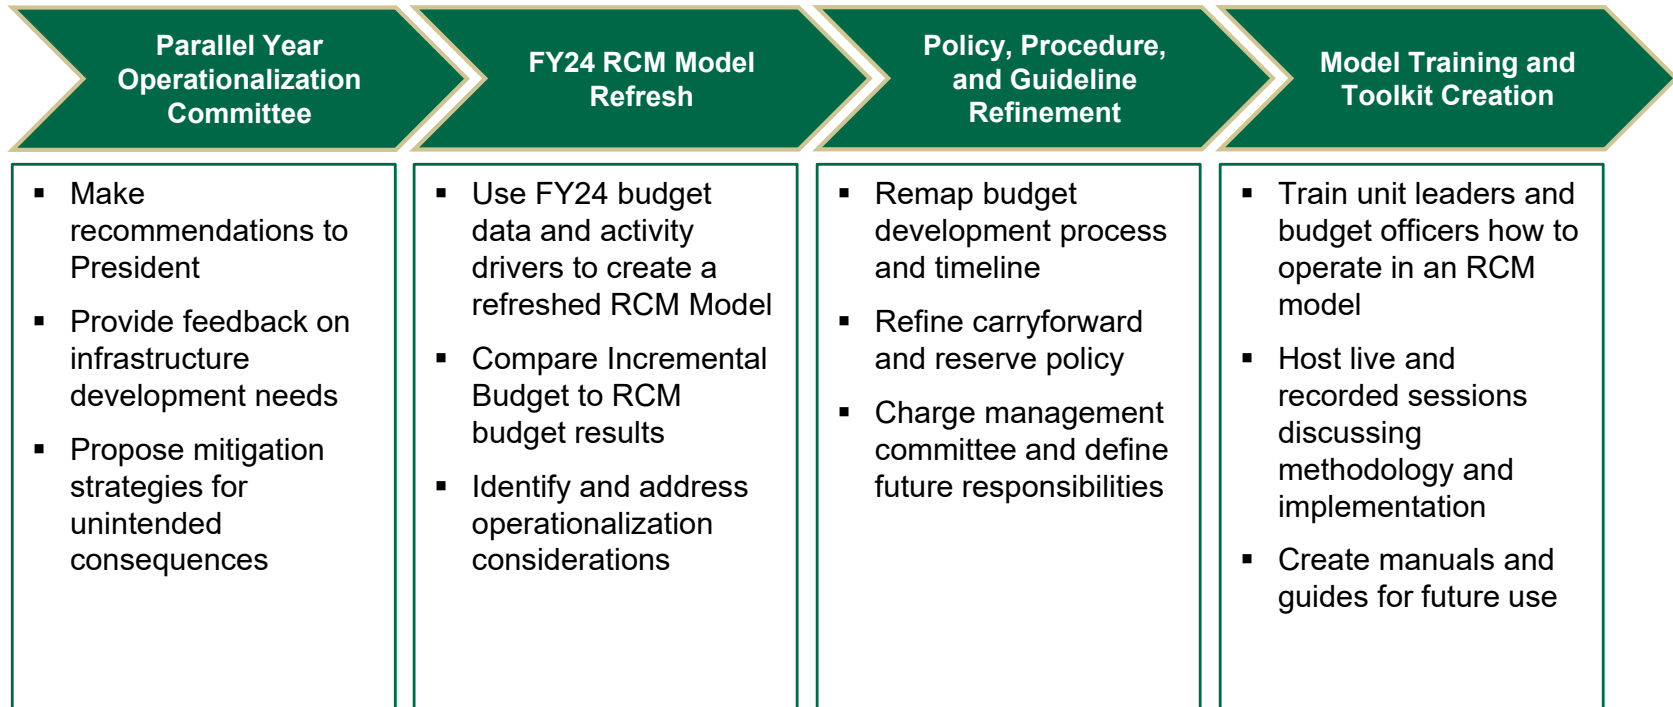 Parallel Year
Operationalization
Committee
▪ Make
recommendations to
President
▪ Provide feedback on
infrastructure
development needs
▪ Propose mitigation
strategies for
unintended
consequences
FY24 RCM Model
Refresh
▪ Use FY24 budget
data and activity
drivers to create a
refreshed RCM Model
▪ Compare Incremental
Budget to RCM
budget results
▪ Identify and address
operationalization
considerations
Policy, Procedure,
and Guideline
Refinement
▪ Remap budget
development process
and timeline
▪ Refine carryforward
and reserve policy
▪ Charge management
committee and define
future responsibilities
Model Training and
Toolkit Creation
▪ Train unit leaders and
budget officers how to
operate in an RCM
model
▪ Host live and
recorded sessions
discussing
methodology and
implementation
▪ Create manuals and
guides for future use